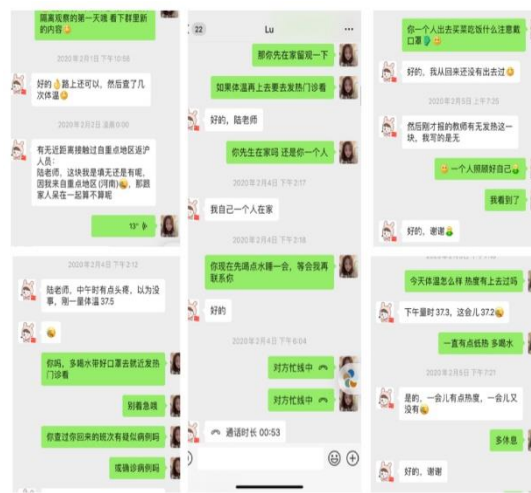 隔离观察的第一天哦 看下群里新
的内容
2020年2月1日 下午10:58
好的 路上还可以，然后查了几
次体温
2020年2月2日 凌晨0:00
有无近距离接触过自重点地区返沪
人员：
陆老师，这块我是填无还是有呢，
因我来自重点地区(河南)，那跟
家人呆在一起算不算呢
13"
2020年2月4日 下午2:12
陆老师，中午时有点头疼，以为没
事，刚一量体温 37.5
你吗，多喝水带好口罩去就近发热
门诊看
别着急哦
你查过你回来的班次有疑似病例吗
或确诊病例吗
22
Lu
那你先在家留观一下
如果体温再上去要去发热门诊看
好的，陆老师
你先生在家吗 还是你一个人
2020年2月4日 下午2:17
我自己一个人在家
2020年2月4日 下午2:18
你现在先喝点水睡一会，等会我再
联系你
好的
2020年2月4日 下午6:04
对方忙线中
对方忙线中
通话时长 00:53
你一个人出去买菜吃饭什么注意戴
口罩
好的，我从回来还没有出去过
2020年2月5日 上午7:25
然后刚才报的教师有无发热这一
块，我写的是无
一个人照顾好自己
我看到了
好的，谢谢
今天体温怎么样 热度有上去过吗
下午量时 37.3，这会儿 37.2
一直有点低热 多喝水
2020年2月5日 下午7:21
是的，一会儿有点热度，一会儿又
没有
多休息
好的，谢谢